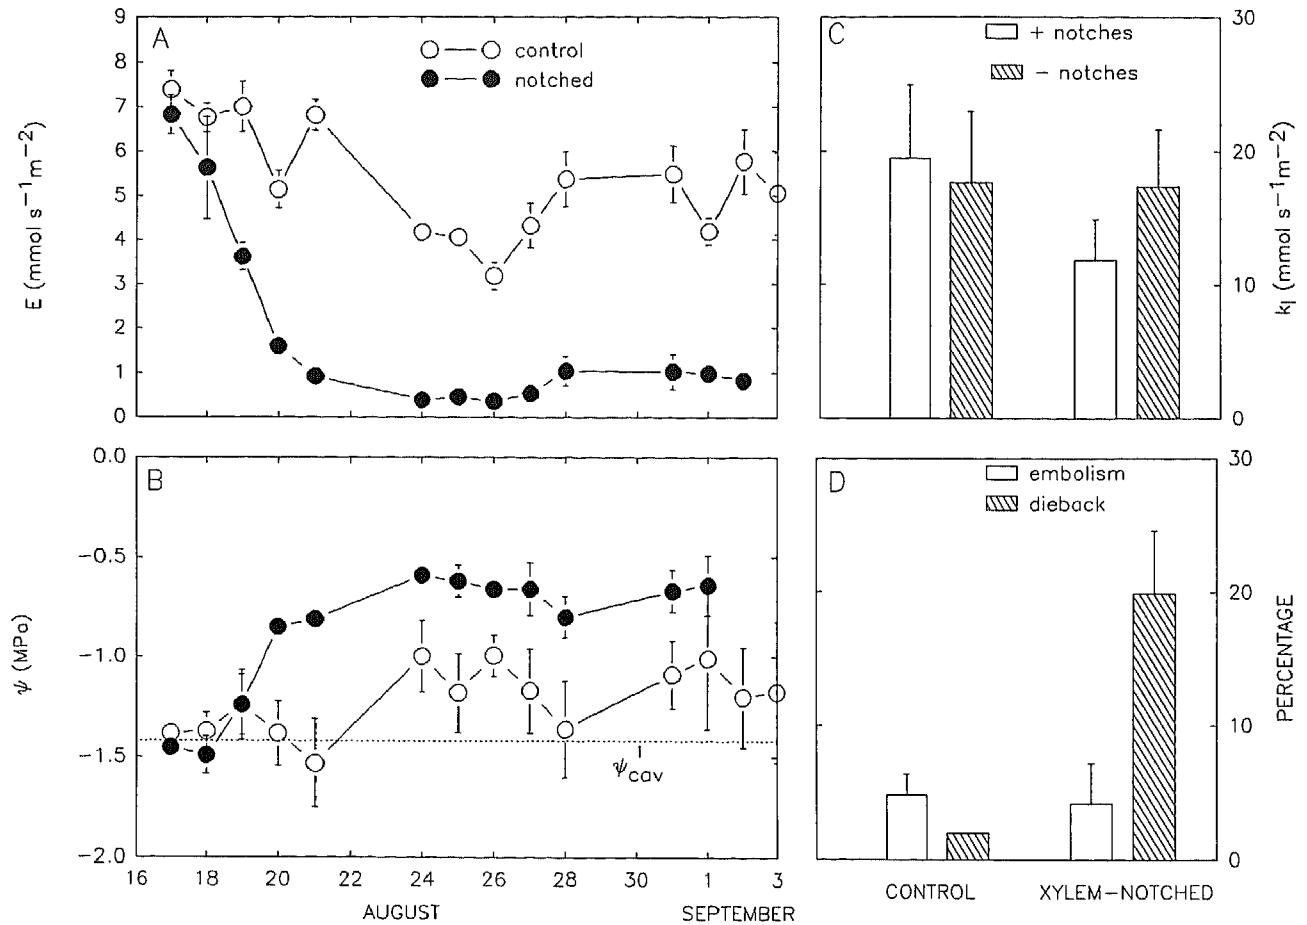 A
control
notched
9
8
7
6
5
4
3
2
1
0
E (mmol s−1m−2)
C
+ notches
− notches
30
20
10
0
kl (mmol s−1m−2)
B
0.0
−0.5
−1.0
−1.5
−2.0
ψ (MPa)
ψcav
16 18 20 22 24 26 28 30 1 3
AUGUST SEPTEMBER
D
embolism
dieback
30
20
10
0
PERCENTAGE
CONTROL XYLEM−NOTCHED